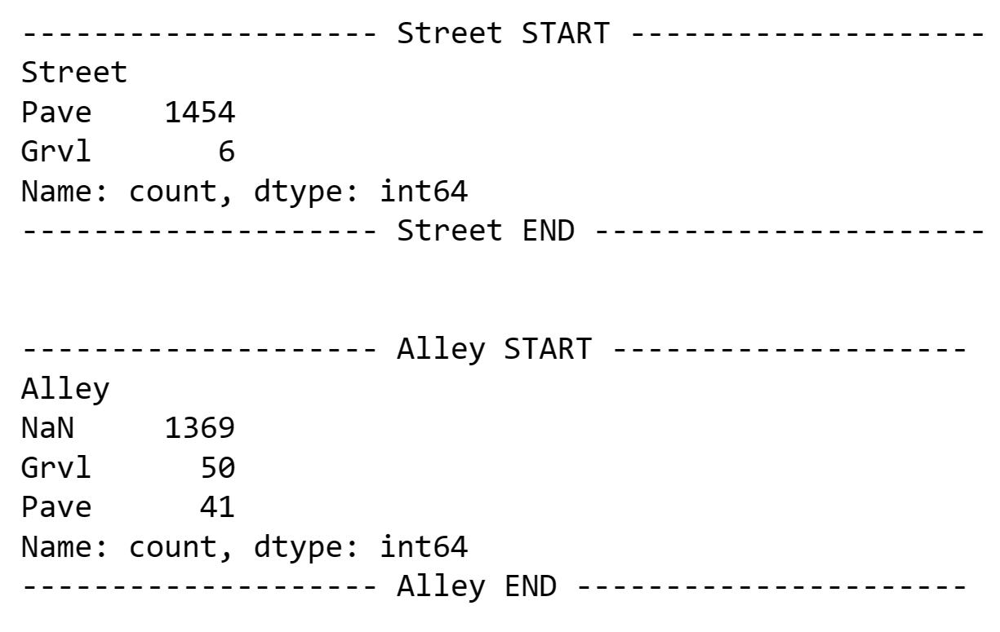 -------------------- Street START --------------------
Street
Pave    1454
Grvl       6
Name: count, dtype: int64
-------------------- Street END ----------------------
-------------------- Alley START --------------------
Alley
NaN     1369
Grvl      50
Pave      41
Name: count, dtype: int64
-------------------- Alley END ----------------------